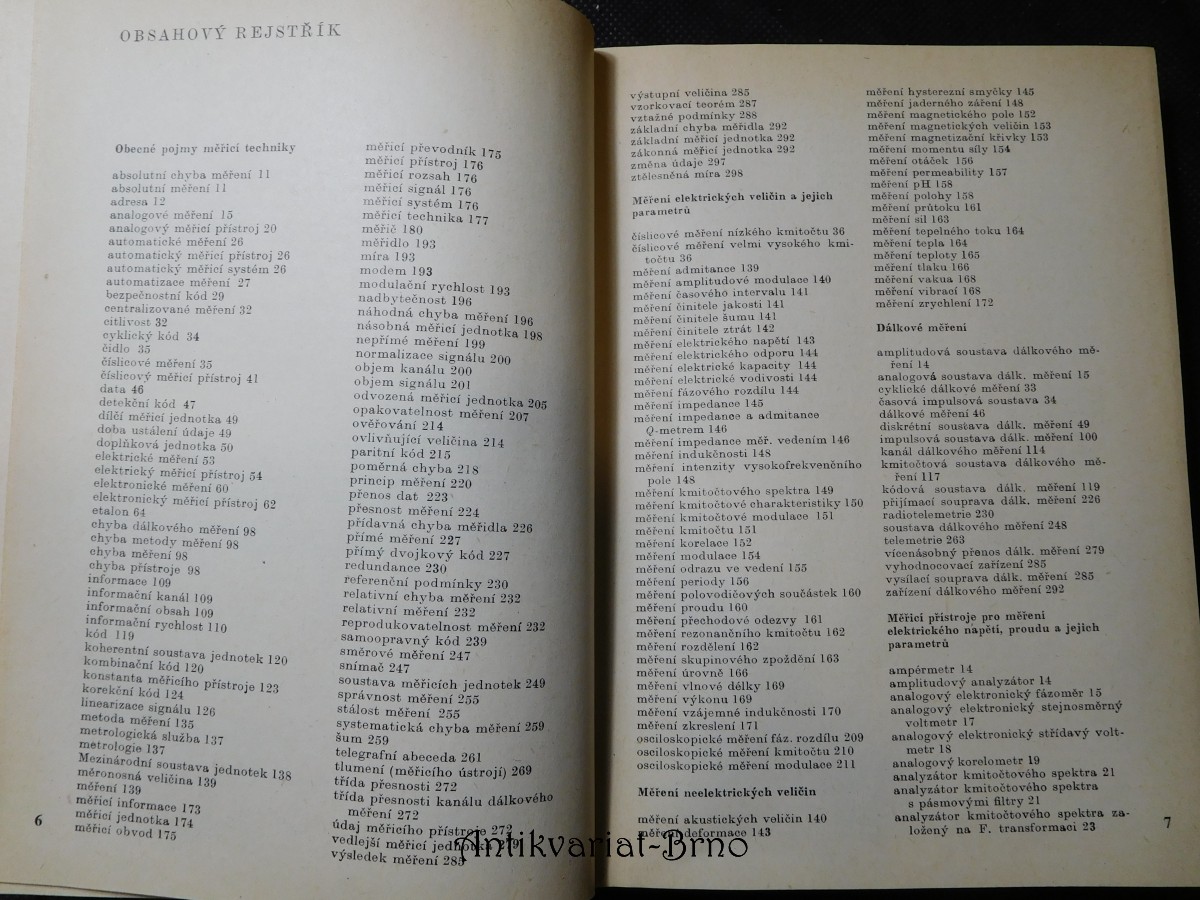 OBSAHOVÝ REJSTŘÍK
Obecné pojmy měřicí techniky
absolutní chyba měření 11
absolutní měření 11
adresa 12
analogové měření 15
analogový měřicí přístroj 20
automatické měření 26
automatický měřicí přístroj 26
automatický měřicí systém 26
automatizace měření 27
bezpečnostní kód 29
centralizované měření 32
citlivost 32
cyklický kód 34
čidlo 35
číslicové měření 35
číslicový měřicí přístroj 41
data 46
detekční kód 47
dílčí měřicí jednotka 49
doba ustálení údaje 49
doplňková jednotka 50
elektrické měření 53
elektrický měřicí přístroj 54
elektronické měření 60
elektronický měřicí přístroj 62
etalon 64
chyba dálkového měření 98
chyba metody měření 98
chyba měření 98
chyba přístroje 98
informace 109
informační kanál 109
informační obsah 109
informační rychlost 110
kód 119
koherentní soustava jednotek 120
kombinační kód 120
konstanta měřicího přístroje 123
korekční kód 124
linearizace signálu 126
metoda měření 135
metrologická služba 137
metrologie 137
Mezinárodní soustava jednotek 138
měronosná veličina 139
měření 139
měřicí informace 173
měřicí jednotka 174
měřicí obvod 175
6
měřicí převodník 175
měřicí přístroj 176
měřicí rozsah 176
měřicí signál 176
měřicí systém 176
měřicí technika 177
měřič 180
měřidlo 193
míra 193
modem 193
modulační rychlost 193
nadbytečnost 196
náhodná chyba měření 196
násobná měřicí jednotka 198
nepřímé měření 199
normalizace signálu 200
objem kanálu 200
objem signálu 201
odvozená měřicí jednotka 205
opakovatelnost měření 207
ověřování 214
ovlivňující veličina 214
paritní kód 215
poměrná chyba 218
princip měření 220
přenos dat 223
přesnost měření 224
přídavná chyba měřidla 226
přímé měření 227
přímý dvojkový kód 227
redundance 230
referenční podmínky 230
relativní chyba měření 232
relativní měření 232
reprodukovatelnost měření 232
samoopravný kód 239
směrové měření 247
snímač 247
soustava měřicích jednotek 249
správnost měření 255
stálost měření 255
systematická chyba měření 259
šum 259
telegrafní abeceda 261
tlumení (měřicího ústrojí) 269
třída přesnosti 272
třída přesnosti kanálu dálkového
měření 272
údaj měřicího přístroje 272
vedlejší měřicí jednotka 279
výsledek měření 285
výstupní veličina 285
vzorkovací teorém 287
vztažné podmínky 288
základní chyba měřidla 292
základní měřicí jednotka 292
zákonná měřicí jednotka 292
změna údaje 297
ztělesněná míra 298
Měření elektrických veličin a jejich
parametrů
číslicové měření nízkého kmitočtu 36
číslicové měření velmi vysokého kmi-
točtu 36
měření admitance 139
měření amplitudové modulace 140
měření časového intervalu 141
měření činitele jakosti 141
měření činitele šumu 141
měření činitele ztrát 142
měření elektrického napětí 143
měření elektrického odporu 144
měření elektrické kapacity 144
měření elektrické vodivosti 144
měření fázového rozdílu 144
měření impedance 145
měření impedance a admitance
Q-metrem 146
měření impedance měř. vedením 146
měření indukčnosti 148
měření intenzity vysokofrekvenčního
pole 148
měření kmitočtového spektra 149
měření kmitočtové charakteristiky 150
měření kmitočtové modulace 151
měření kmitočtu 151
měření korelace 152
měření modulace 154
měření odrazu ve vedení 155
měření periody 156
měření polovodičových součástek 160
měření proudu 160
měření přechodové odezvy 161
měření rezonančního kmitočtu 162
měření rozdělení 162
měření skupinového zpoždění 163
měření úrovně 166
měření vlnové délky 169
měření výkonu 169
měření vzájemné indukčnosti 170
měření zkreslení 171
osciloskopické měření fáz. rozdílu 209
osciloskopické měření kmitočtu 210
osciloskopické měření modulace 211
Měření neelektrických veličin
měření akustických veličin 140
měření deformace 143
měření hysterezní smyčky 145
měření jaderného záření 148
měření magnetického pole 152
měření magnetických veličin 153
měření magnetizační křivky 153
měření momentu síly 154
měření otáček 156
měření permeability 157
měření pH 158
měření polohy 158
měření průtoku 161
měření sil 163
měření tepelného toku 164
měření tepla 164
měření teploty 165
měření tlaku 166
měření vakua 168
měření vibrací 168
měření zrychlení 172
Dálkové měření
amplitudová soustava dálkového mě-
ření 14
analogová soustava dálk. měření 15
cyklické dálkové měření 33
časová impulsová soustava 34
dálkové měření 46
diskrétní soustava dálk. měření 49
impulsová soustava dálk. měření 100
kanál dálkového měření 114
kmitočtová soustava dálkového mě-
ření 117
kódová soustava dálk. měření 119
přijímací souprava dálk. měření 226
radiotelemetrie 230
soustava dálkového měření 248
telemetrie 263
vícenásobný přenos dálk. měření 279
vyhodnocovací zařízení 285
vysílací souprava dálk. měření 285
zařízení dálkového měření 292
Měřicí přístroje pro měření
elektrického napětí, proudu a jejich
parametrů
ampérmetr 14
amplitudový analyzátor 14
analogový elektronický fázoměr 15
analogový elektronický stejnosměrný
voltmetr 17
analogový elektronický střídavý volt-
metr 18
analogový korelometr 19
analyzátor kmitočtového spektra 21
analyzátor kmitočtového spektra
s pásmovými filtry 21
analyzátor kmitočtového spektra za-
ložený na F. transformaci 23
7
Antikvariat-Brno